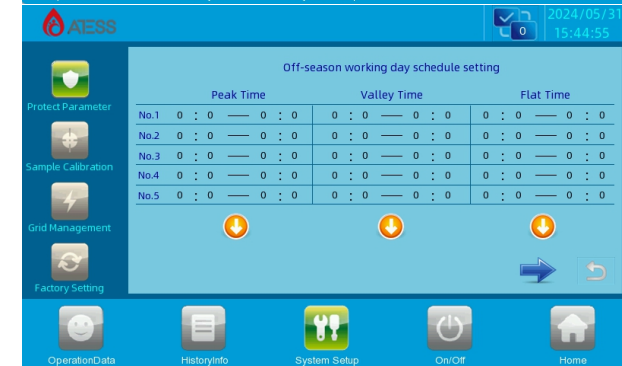 ATESS
0
2024/05/31
15:44:55
Off-season working day schedule setting
Peak Time Valley Time Flat Time
No.1 0 : 0 — 0 : 0 0 : 0 — 0 : 0 0 : 0 — 0 : 0
No.2 0 : 0 — 0 : 0 0 : 0 — 0 : 0 0 : 0 — 0 : 0
No.3 0 : 0 — 0 : 0 0 : 0 — 0 : 0 0 : 0 — 0 : 0
No.4 0 : 0 — 0 : 0 0 : 0 — 0 : 0 0 : 0 — 0 : 0
No.5 0 : 0 — 0 : 0 0 : 0 — 0 : 0 0 : 0 — 0 : 0
Protect Parameter
Sample Calibration
Grid Management
Factory Setting
OperationData HistoryInfo System Setup On/Off Home